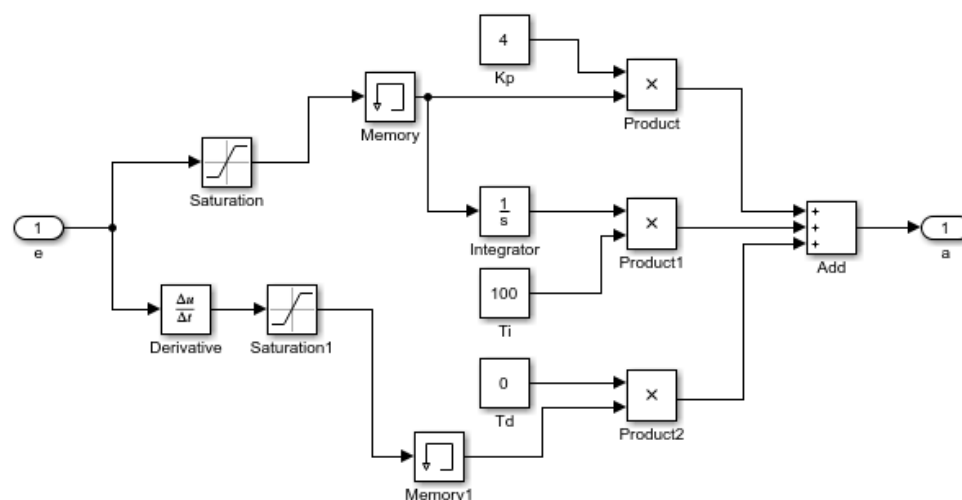 4
Kp
×
Product
Memory
Saturation
1
e
1
s
Integrator
×
Product1
100
Ti
+
+
+
Add
1
a
Δu
Δt
Derivative
Saturation1
0
Td
×
Product2
Memory1